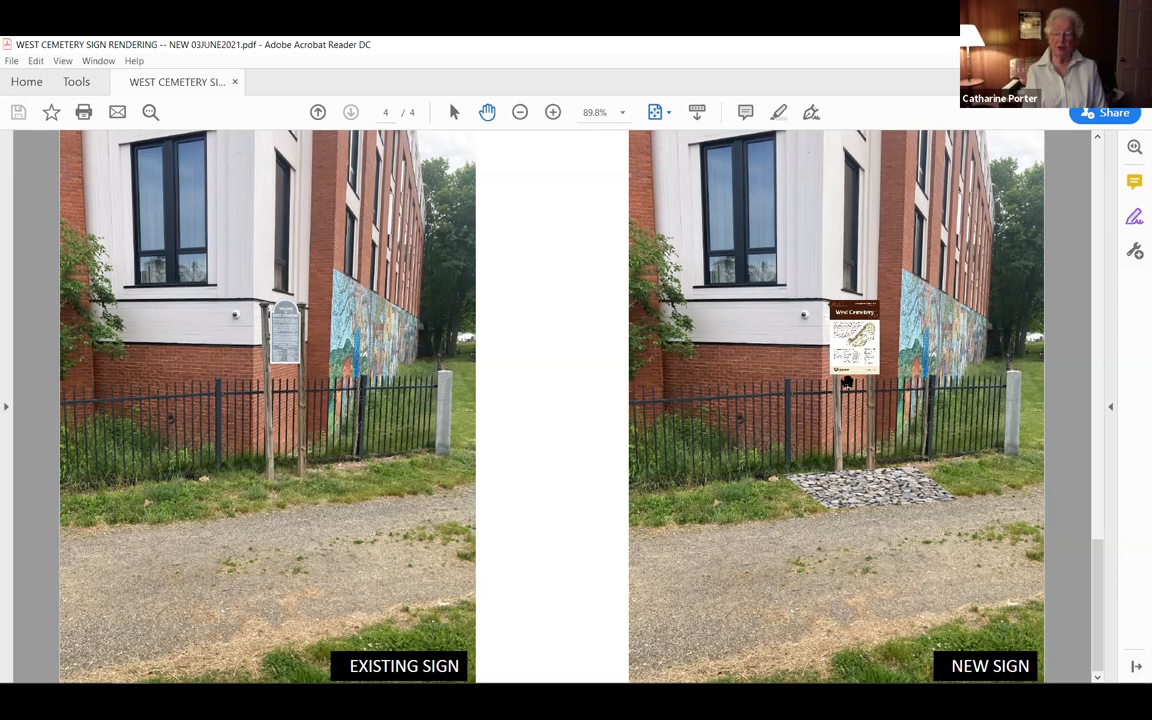 WEST CEMETERY SIGN RENDERING -- NEW 03JUNE2021.pdf - Adobe Acrobat Reader DC
File Edit View Window Help
Home Tools WEST CEMETERY SI... ×
4 / 4 89.8%
Catharine Porter
Share
West Cemetery
EXISTING SIGN
NEW SIGN